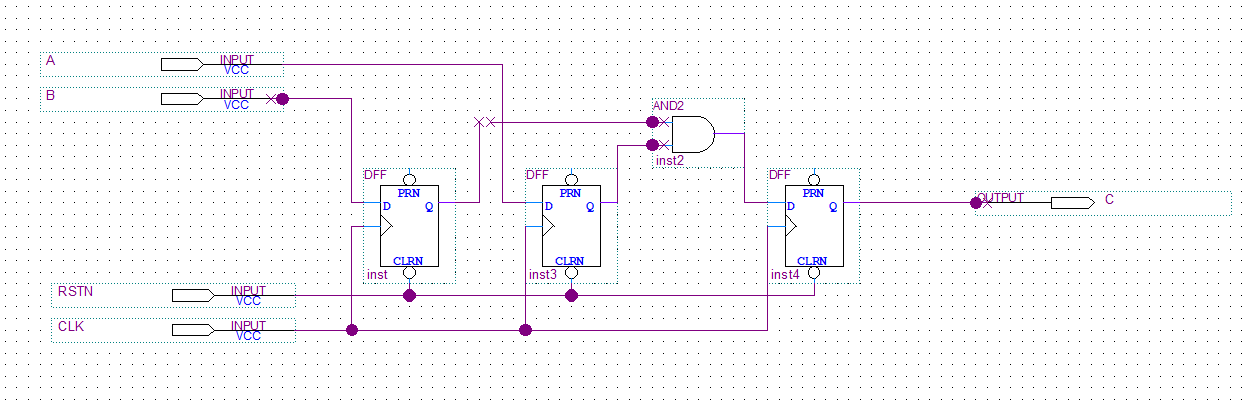 A
INPUT
VCC
B
INPUT
VCC
AND2
inst2
DFF
PRN
D
Q
CLRN
inst
DFF
PRN
D
Q
CLRN
inst3
DFF
PRN
D
Q
CLRN
inst4
OUTPUT
C
RSTN
INPUT
VCC
CLK
INPUT
VCC